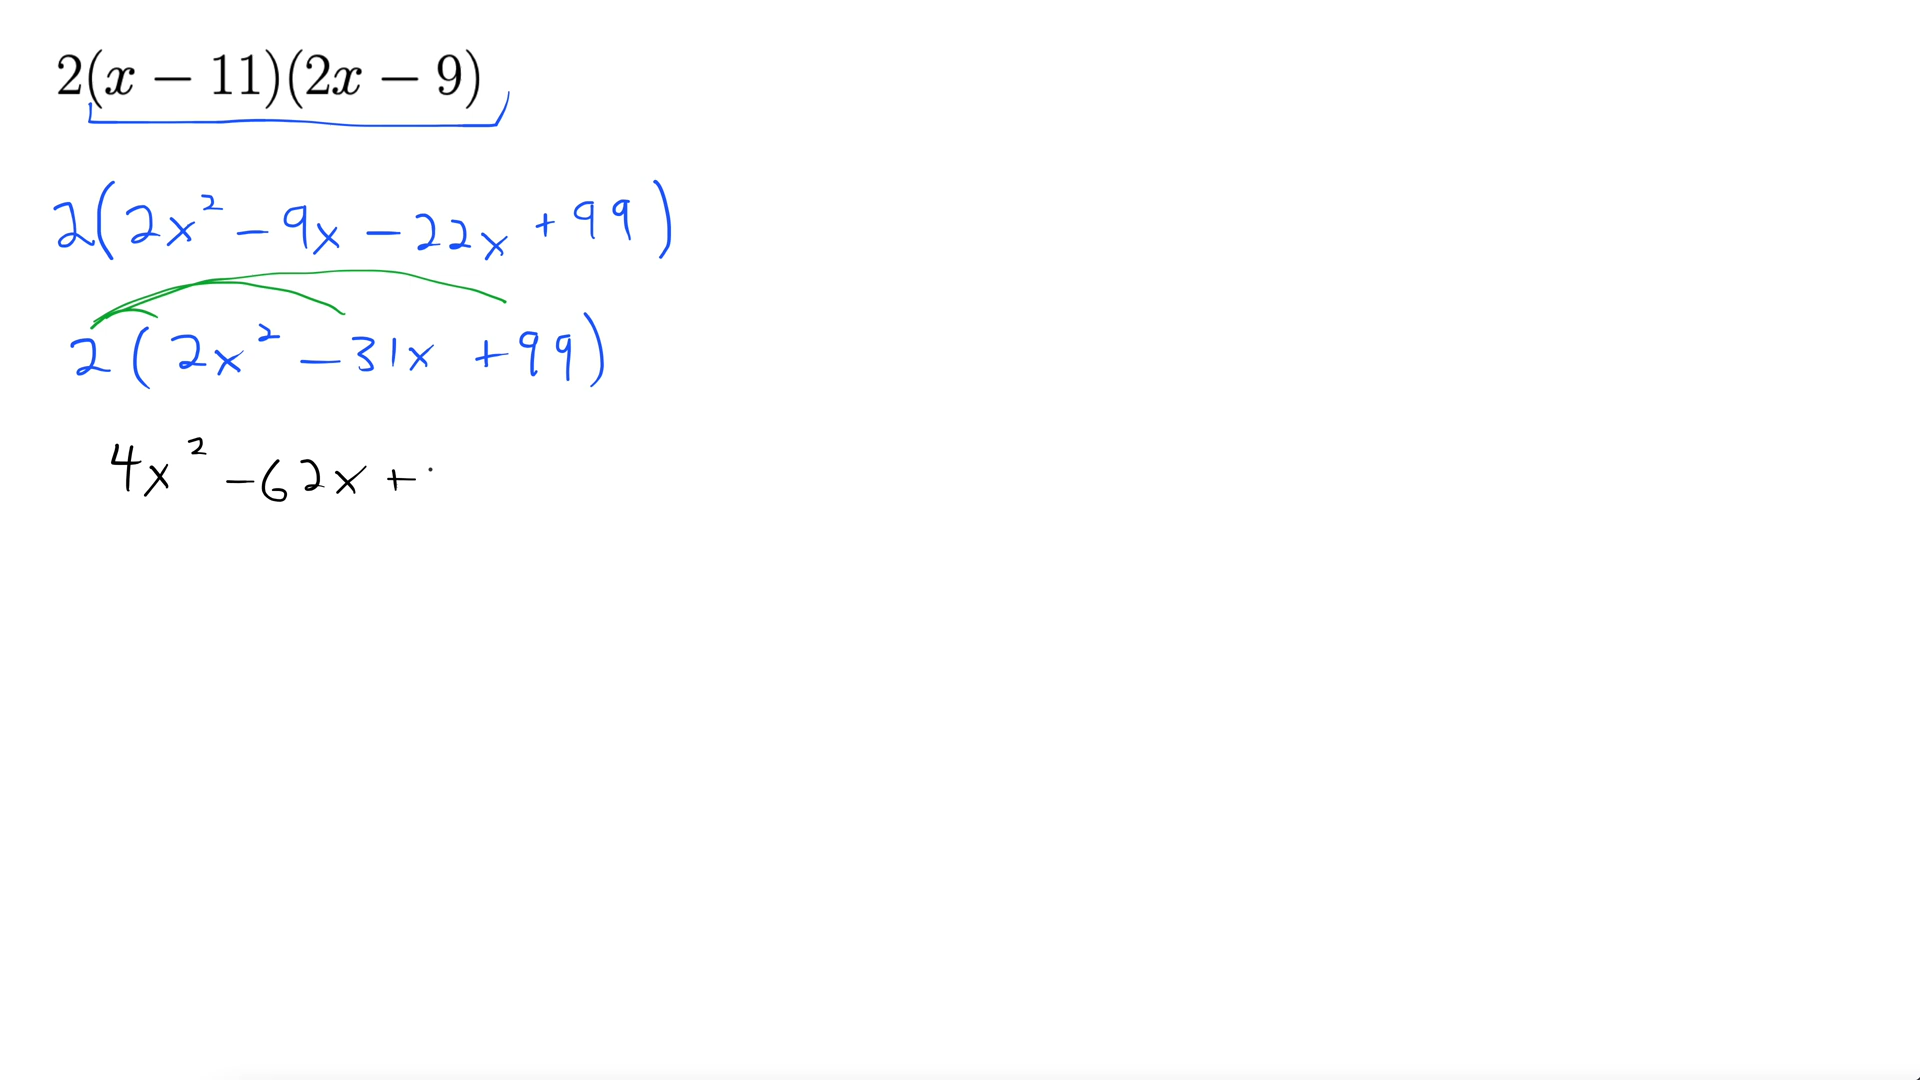 2(x − 11)(2x − 9)
2(2x² − 9x − 22x + 99)
2(2x² − 31x + 99)
4x² − 62x +